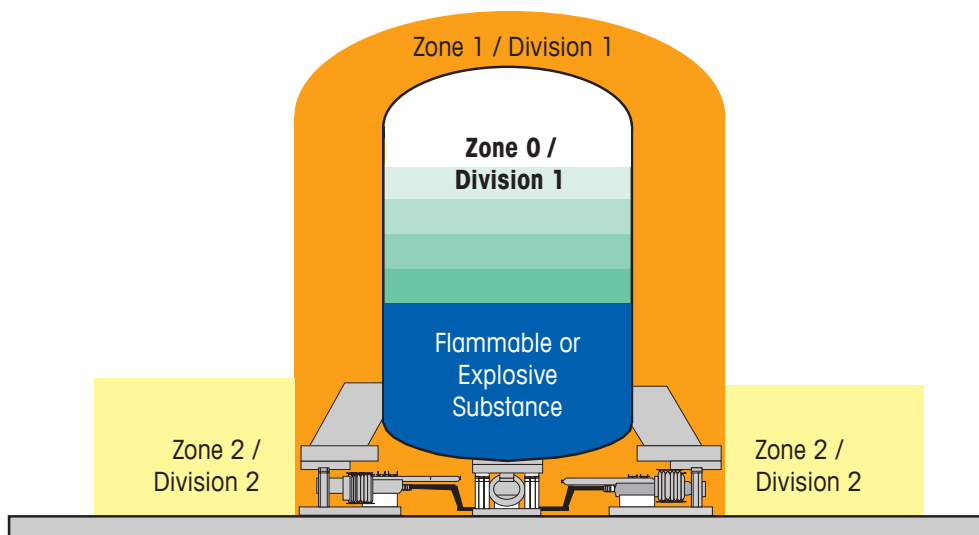 Zone 1 / Division 1
Zone 0 /
Division 1
Flammable or
Explosive
Substance
Zone 2 /
Division 2
Zone 2 /
Division 2